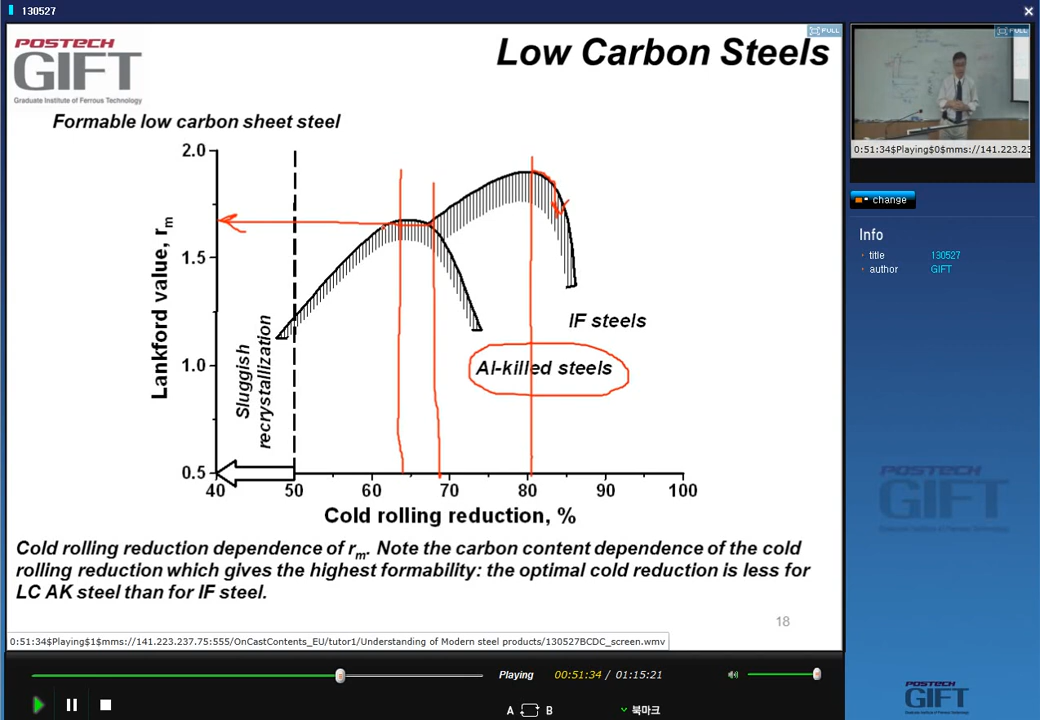 130527
POSTECH
GIFT
Graduate Institute of Ferrous Technology
Low Carbon Steels
FULL
Formable low carbon sheet steel
2.0
1.5
1.0
0.5
Lankford value, rm
Sluggish
recrystallization
IF steels
Al-killed steels
40 50 60 70 80 90 100
Cold rolling reduction, %
Cold rolling reduction dependence of rm. Note the carbon content dependence of the cold
rolling reduction which gives the highest formability: the optimal cold reduction is less for
LC AK steel than for IF steel.
18
0:51:34$Playing$1$mms://141.223.237.75:555/OnCastContents_EU/tutor1/Understanding of Modern steel products/130527BCDC_screen.wmv
Playing
00:51:34 / 01:15:21
A B
북마크
FULL
0:51:34$Playing$0$mms://141.223.23
change
Info
title 130527
author GIFT
POSTECH
GIFT
POSTECH
GIFT